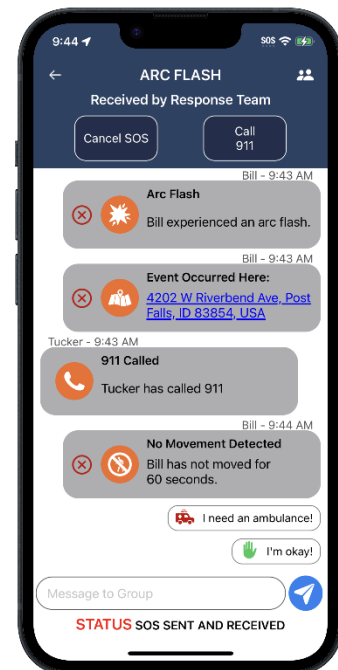 9:44
SOS
ARC FLASH
Received by Response Team
Cancel SOS
Call
911
Bill - 9:43 AM
Arc Flash
Bill experienced an arc flash.
Bill - 9:43 AM
Event Occurred Here:
4202 W Riverbend Ave, Post
Falls, ID 83854, USA
Tucker - 9:43 AM
911 Called
Tucker has called 911
Bill - 9:44 AM
No Movement Detected
Bill has not moved for
60 seconds.
I need an ambulance!
I'm okay!
Message to Group
STATUS SOS SENT AND RECEIVED